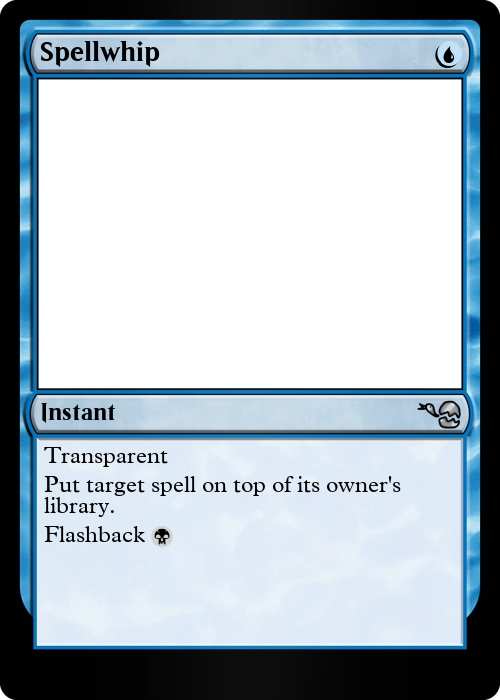 Spellwhip
Instant
Transparent
Put target spell on top of its owner's
library.
Flashback